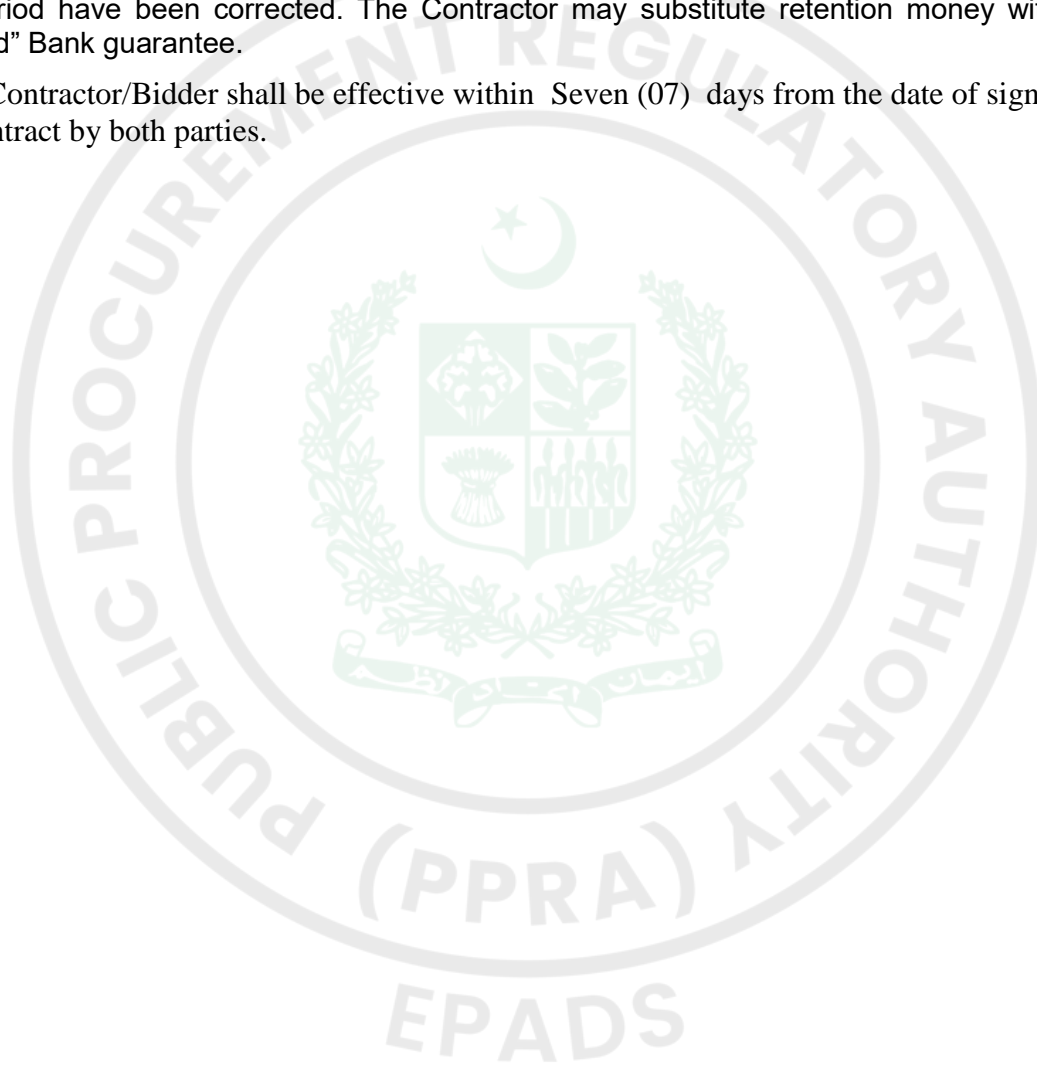 riod have been corrected. The Contractor may substitute retention money wi
d” Bank guarantee.
Contractor/Bidder shall be effective within Seven (07) days from the date of sign
ntract by both parties.
PUBLIC PROCUREMENT REGULATORY AUTHORITY
(PPRA)
EPADS